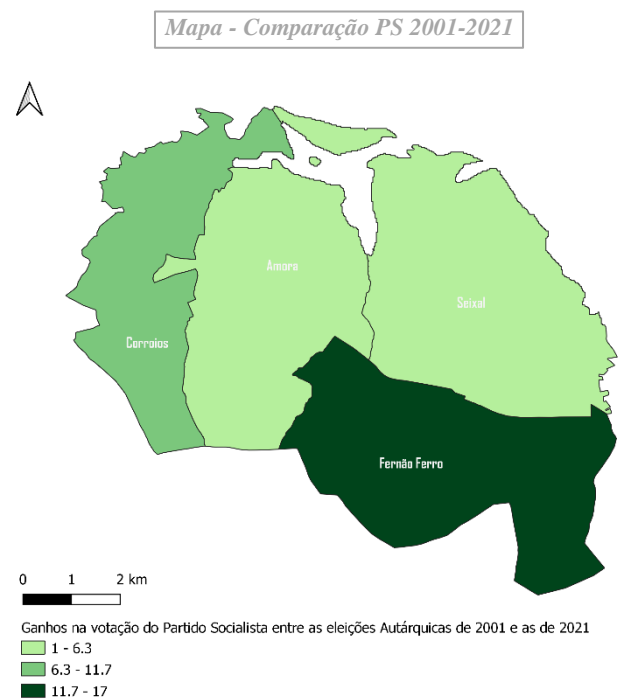 Mapa - Comparação PS 2001-2021
Amora
Seixal
Corroios
Fernão Ferro
0 1 2 km
Ganhos na votação do Partido Socialista entre as eleições Autárquicas de 2001 e as de 2021
1 - 6.3
6.3 - 11.7
11.7 - 17